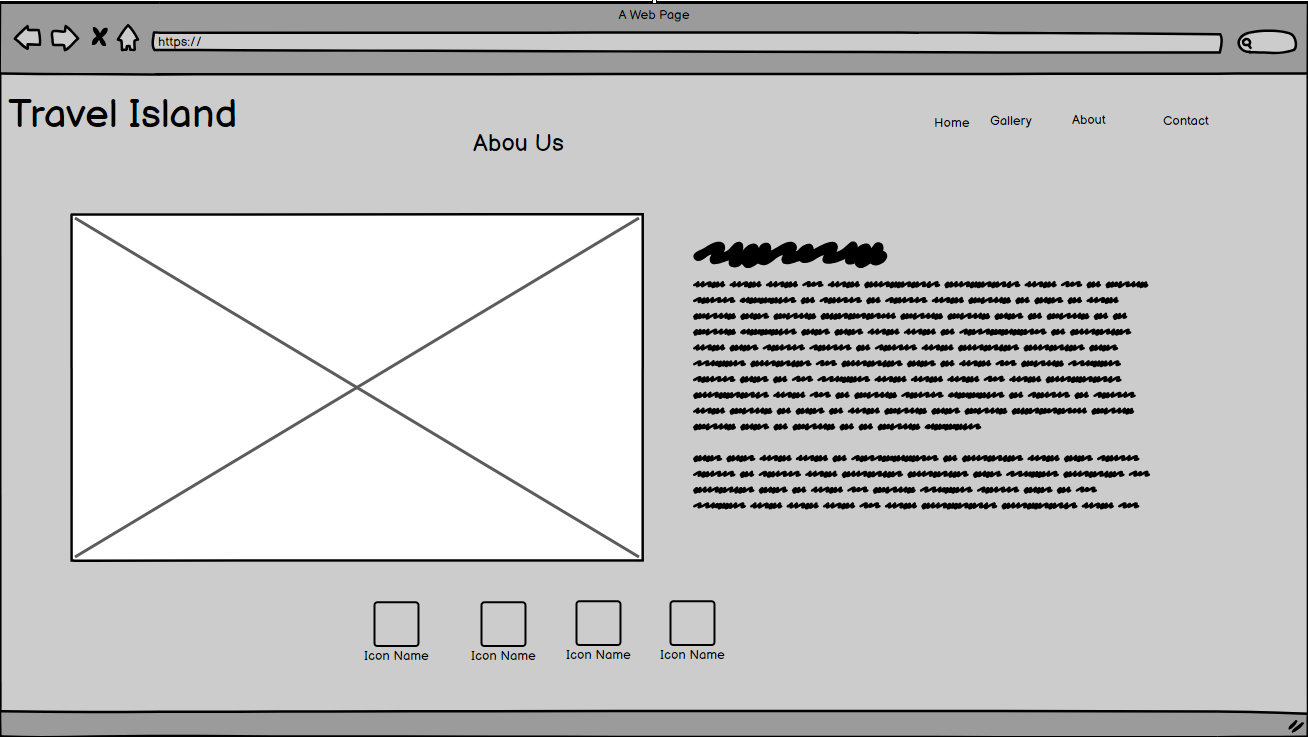 A Web Page
https://
Travel Island
Home Gallery About Contact
Abou Us
Icon Name Icon Name Icon Name Icon Name